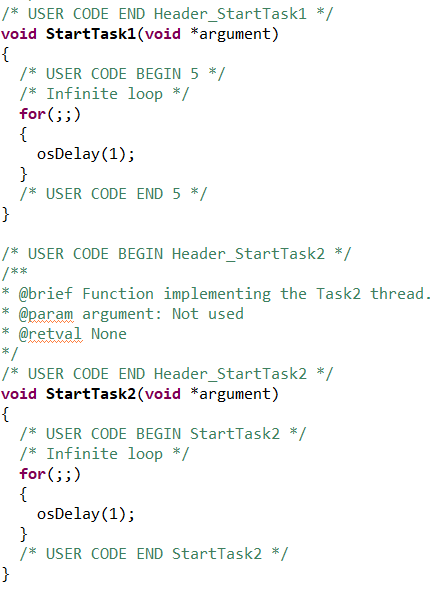 /* USER CODE END Header_StartTask1 */
void StartTask1(void *argument)
{
  /* USER CODE BEGIN 5 */
  /* Infinite loop */
  for(;;)
  {
    osDelay(1);
  }
  /* USER CODE END 5 */
}

/* USER CODE BEGIN Header_StartTask2 */
/**
* @brief Function implementing the Task2 thread.
* @param argument: Not used
* @retval None
*/
/* USER CODE END Header_StartTask2 */
void StartTask2(void *argument)
{
  /* USER CODE BEGIN StartTask2 */
  /* Infinite loop */
  for(;;)
  {
    osDelay(1);
  }
  /* USER CODE END StartTask2 */
}